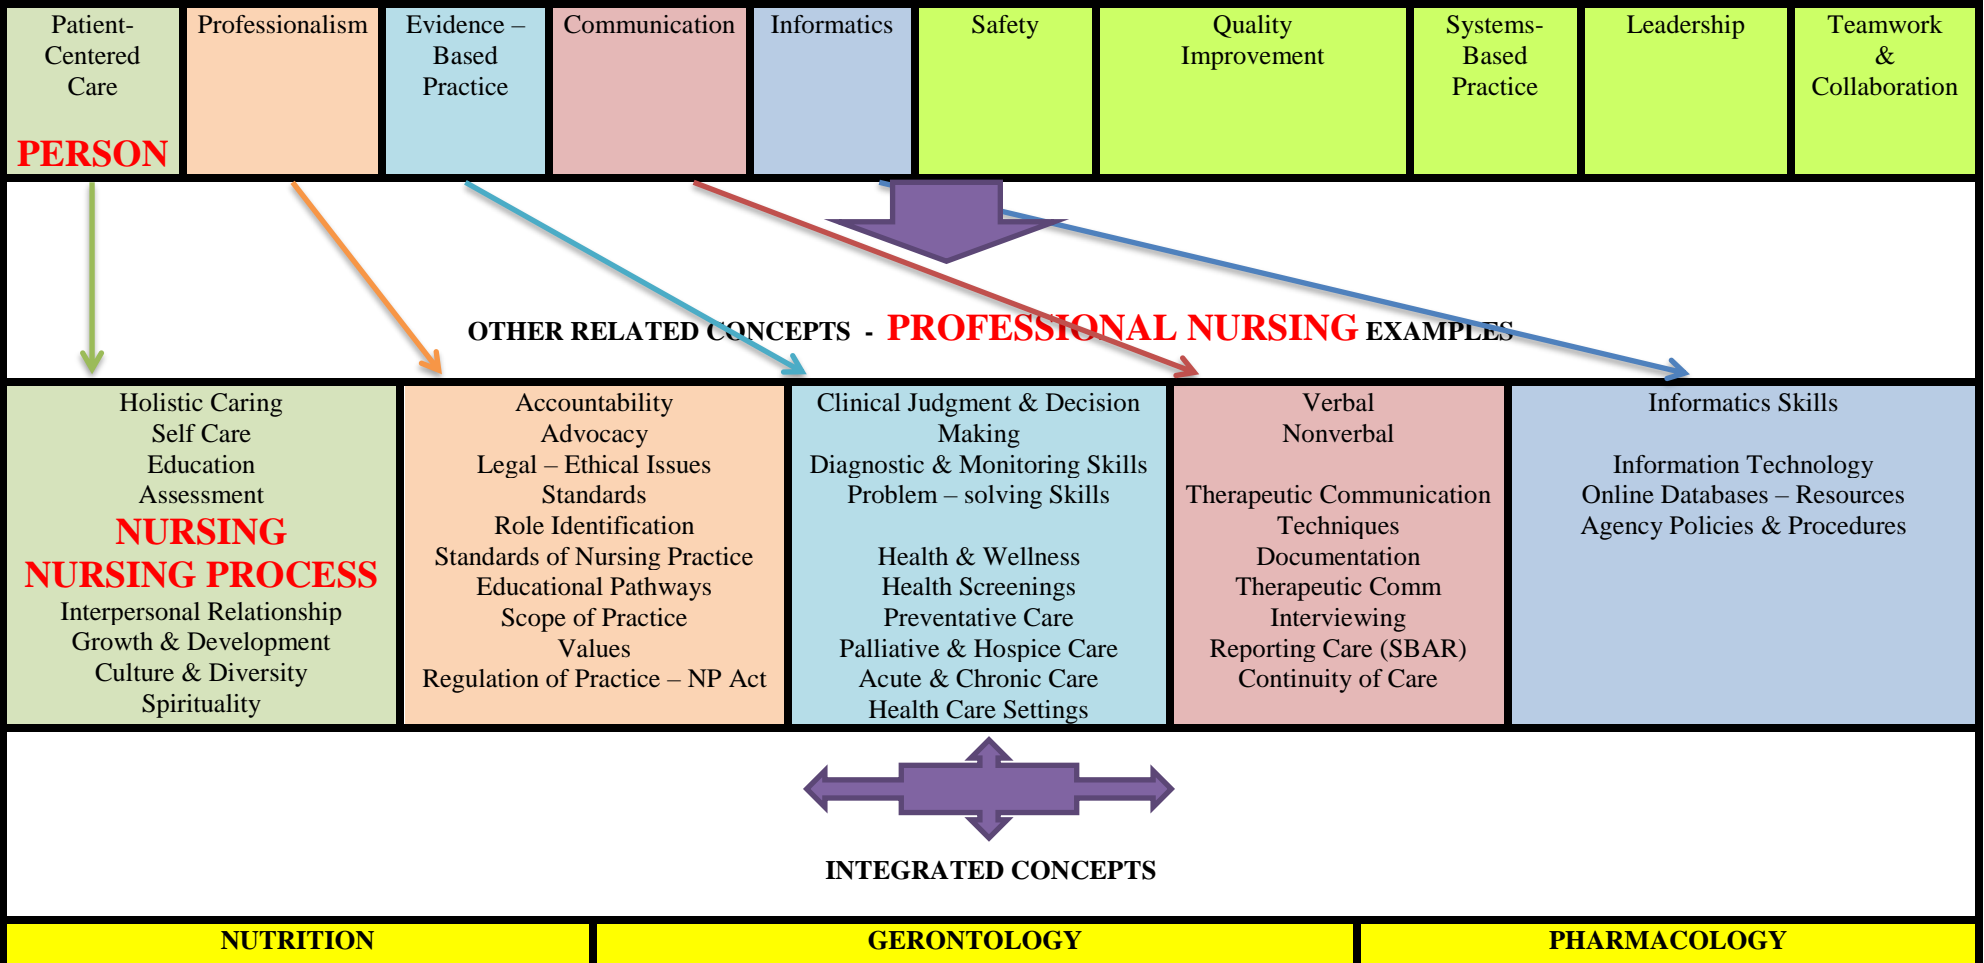 Patient-
Centered
Care
PERSON
Professionalism
Evidence –
Based
Practice
Communication
Informatics
Safety
Quality
Improvement
Systems-
Based
Practice
Leadership
Teamwork
&
Collaboration
OTHER RELATED CONCEPTS - PROFESSIONAL NURSING EXAMPLES
Holistic Caring
Self Care
Education
Assessment
NURSING
NURSING PROCESS
Interpersonal Relationship
Growth & Development
Culture & Diversity
Spirituality
Accountability
Advocacy
Legal – Ethical Issues
Standards
Role Identification
Standards of Nursing Practice
Educational Pathways
Scope of Practice
Values
Regulation of Practice – NP Act
Clinical Judgment & Decision
Making
Diagnostic & Monitoring Skills
Problem – solving Skills
Health & Wellness
Health Screenings
Preventative Care
Palliative & Hospice Care
Acute & Chronic Care
Health Care Settings
Verbal
Nonverbal
Therapeutic Communication
Techniques
Documentation
Therapeutic Comm
Interviewing
Reporting Care (SBAR)
Continuity of Care
Informatics Skills
Information Technology
Online Databases – Resources
Agency Policies & Procedures
INTEGRATED CONCEPTS
NUTRITION
GERONTOLOGY
PHARMACOLOGY